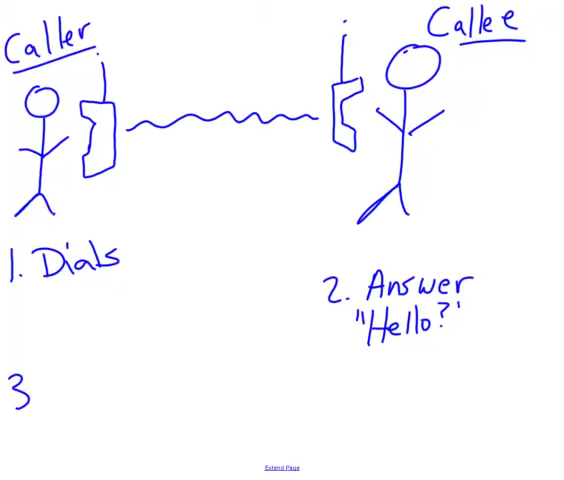 Caller
Callee
1. Dials
2. Answer
"Hello?"
3
Extend Page